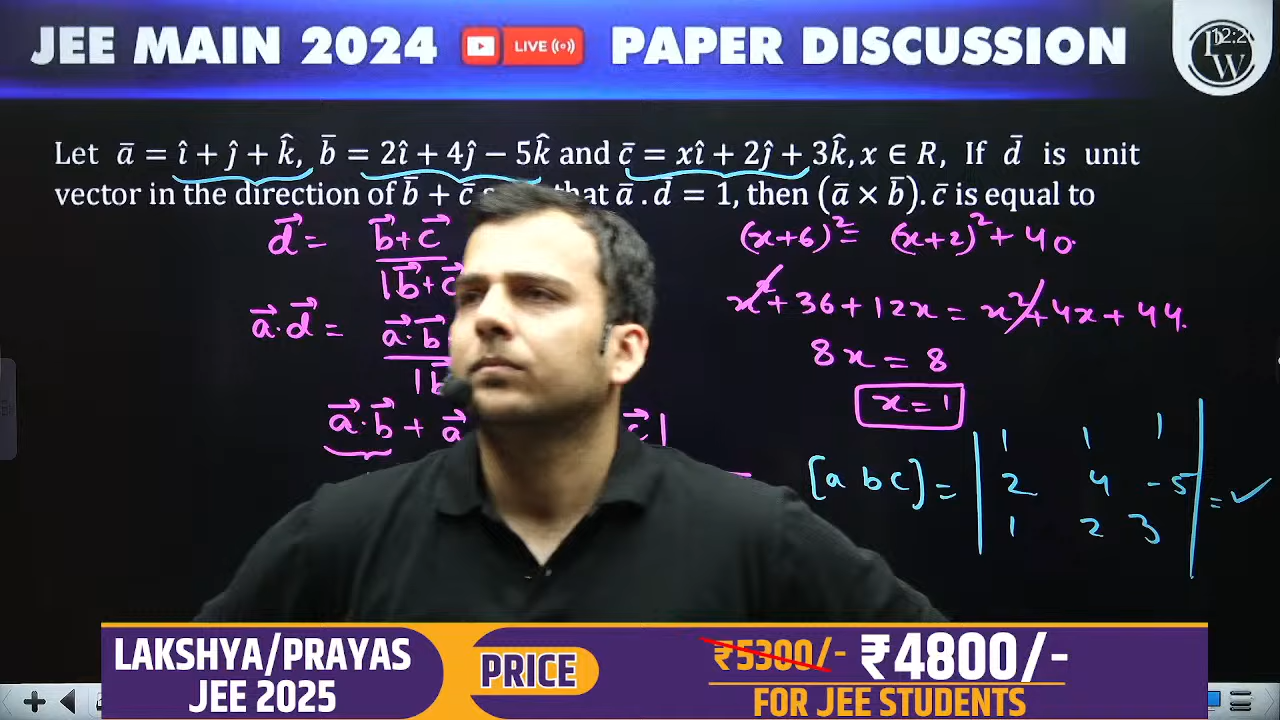 JEE MAIN 2024 LIVE PAPER DISCUSSION
12:2
P W
Let ā = î + ĵ + k̂, b̄ = 2î + 4ĵ − 5k̂ and c̄ = xî + 2ĵ + 3k̂, x ∈ R, If d̄ is unit
vector in the direction of b̄ + c̄ that ā . d̄ = 1, then (ā × b̄). c̄ is equal to
d⃗ = b⃗+c⃗
|b⃗+c⃗
a⃗·d⃗ = a⃗·b⃗
|b
a⃗·b⃗ + a⃗ c⃗|
(x+6)² = (x+2)² + 40.
x² + 36 + 12x = x² + 4x + 44.
8x = 8
x = 1
[a b c] = | 1 1 1 |
| 2 4 -5 | = ✓
| 1 2 3 |
LAKSHYA/PRAYAS
JEE 2025
PRICE
₹5300/- ₹4800/-
FOR JEE STUDENTS